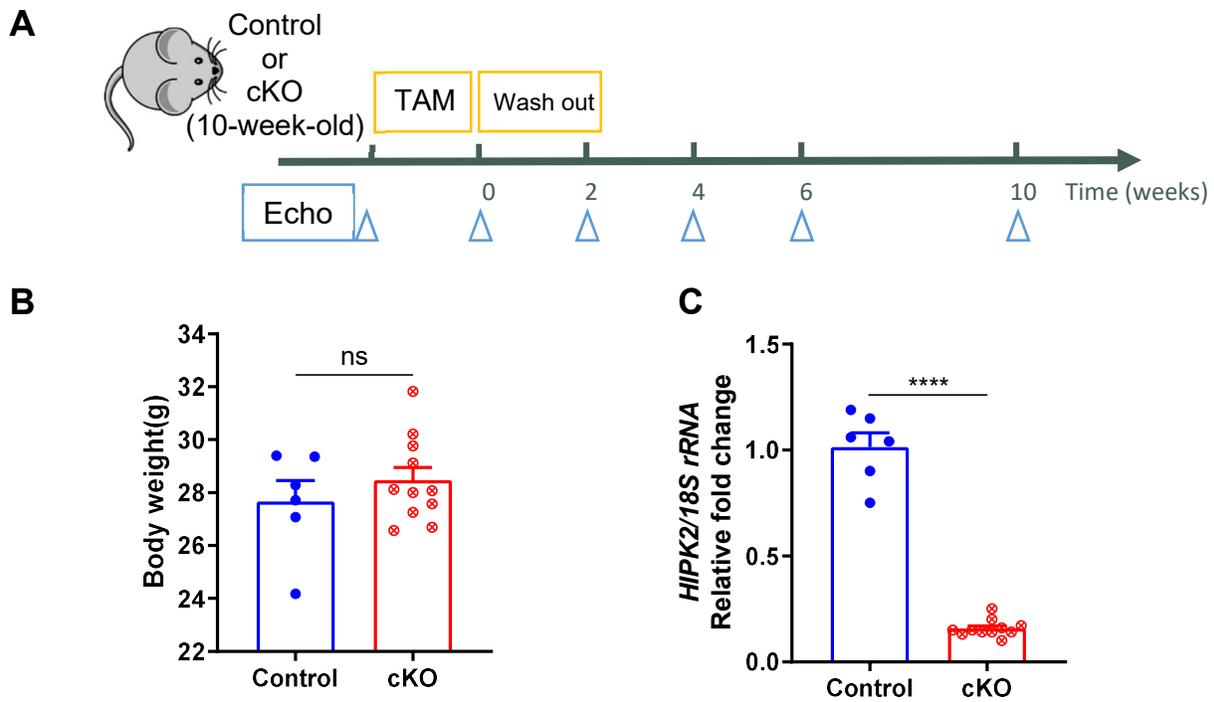 A
Control
or
cKO
(10-week-old)
TAM
Wash out
0 2 4 6 10 Time (weeks)
Echo
B
34
32
30
28
26
24
22
Body weight(g)
ns
Control cKO
C
1.5
1.0
0.5
0.0
HIPK2/18S rRNA
Relative fold change
****
Control cKO